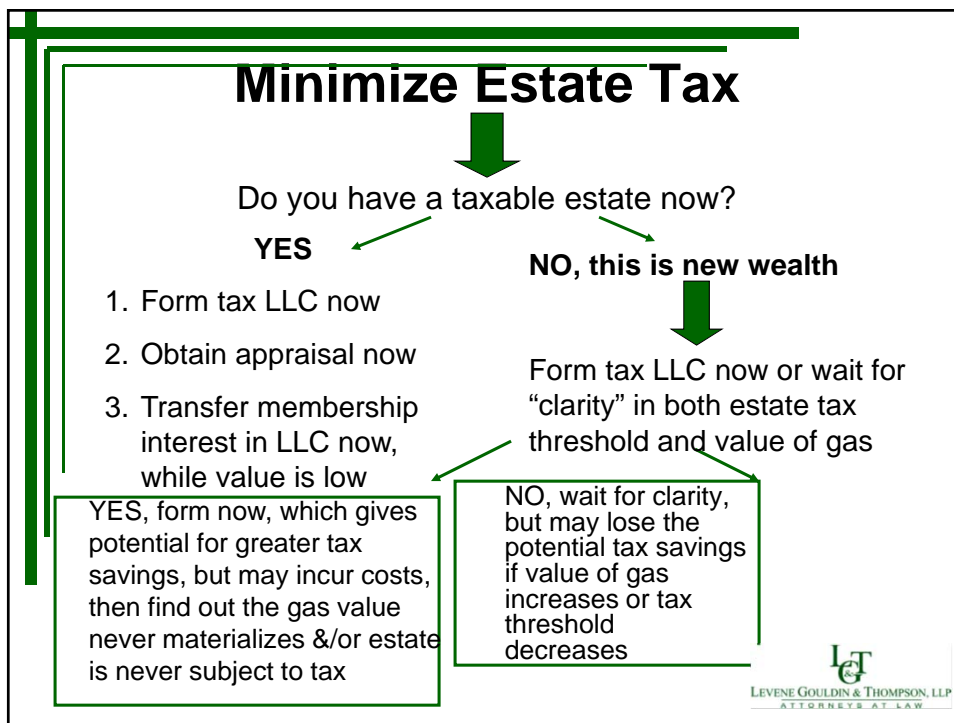 Minimize Estate Tax
Do you have a taxable estate now?
YES
1. Form tax LLC now
2. Obtain appraisal now
3. Transfer membership
interest in LLC now,
while value is low
NO, this is new wealth
Form tax LLC now or wait for
“clarity” in both estate tax
threshold and value of gas
YES, form now, which gives
potential for greater tax
savings, but may incur costs,
then find out the gas value
never materializes &/or estate
is never subject to tax
NO, wait for clarity,
but may lose the
potential tax savings
if value of gas
increases or tax
threshold
decreases
LG&T
LEVENE GOULDIN & THOMPSON, LLP
ATTORNEYS AT LAW